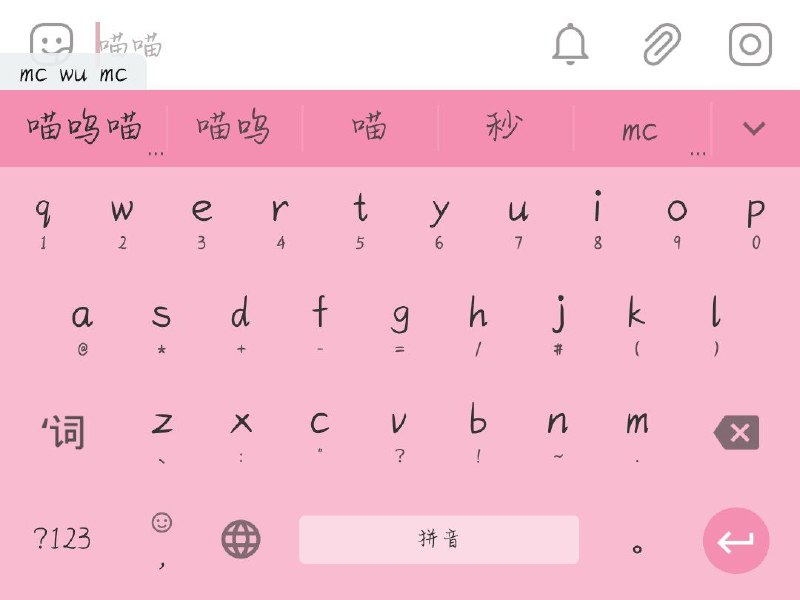 喵喵
mc wu mc
喵呜喵 ... 喵呜 喵 秒 mc ...
q w e r t y u i o p
1 2 3 4 5 6 7 8 9 0
a s d f g h j k l
@ * + - = / # ( )
'词 z x c v b n m
、 : " ? ! ~ .
?123 , 拼音 。